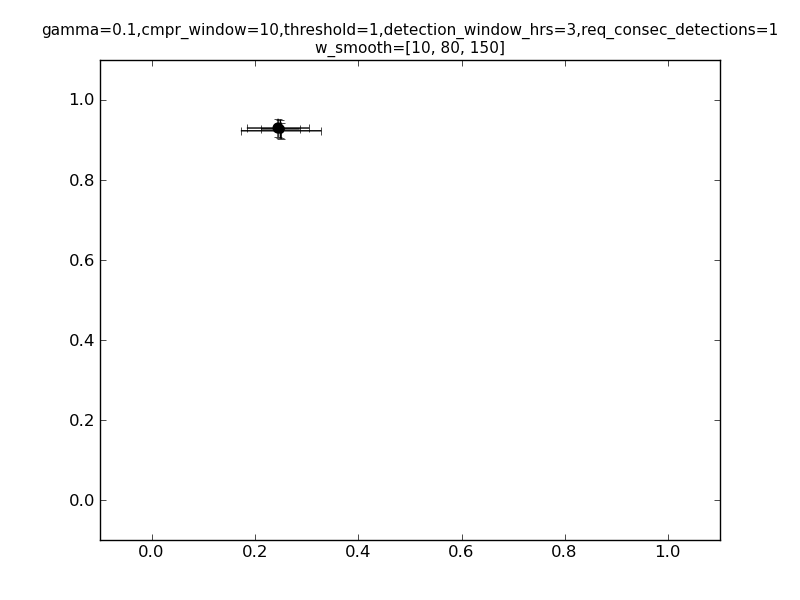 gamma=0.1,cmpr_window=10,threshold=1,detection_window_hrs=3,req_consec_detections=1
w_smooth=[10, 80, 150]
1.0
0.8
0.6
0.4
0.2
0.0
0.0 0.2 0.4 0.6 0.8 1.0